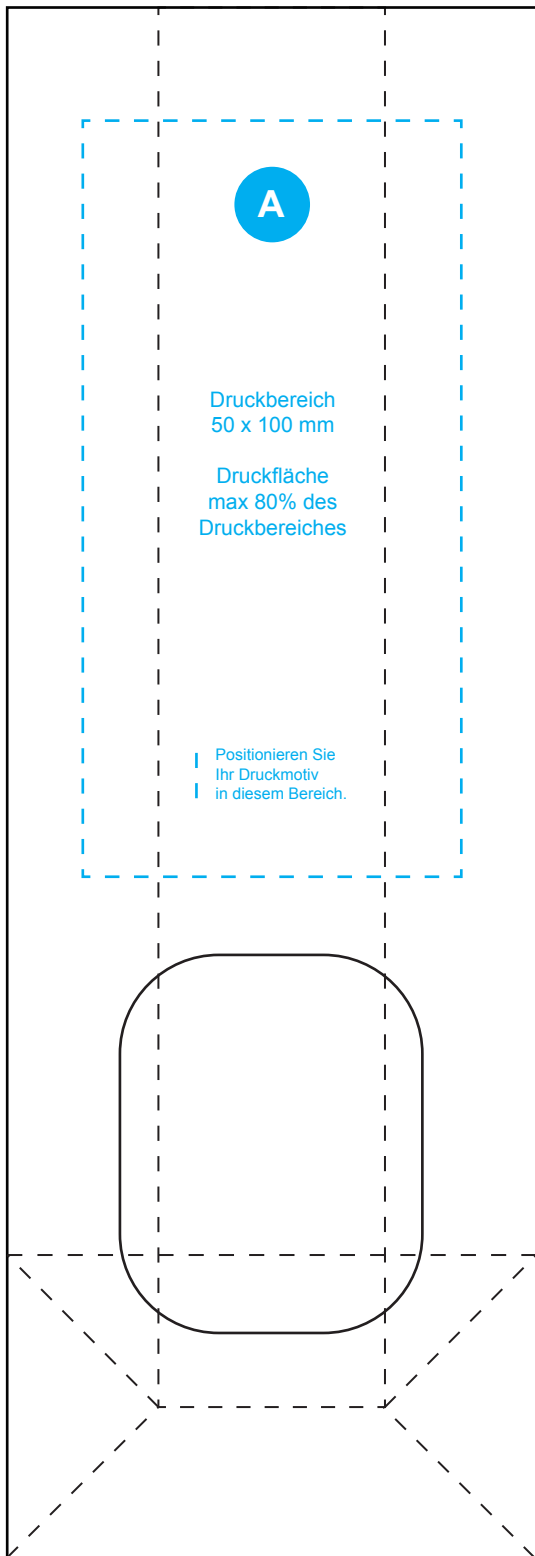 A
Druckbereich
50 x 100 mm
Druckfläche
max 80% des
Druckbereiches
Positionieren Sie
Ihr Druckmotiv
in diesem Bereich.